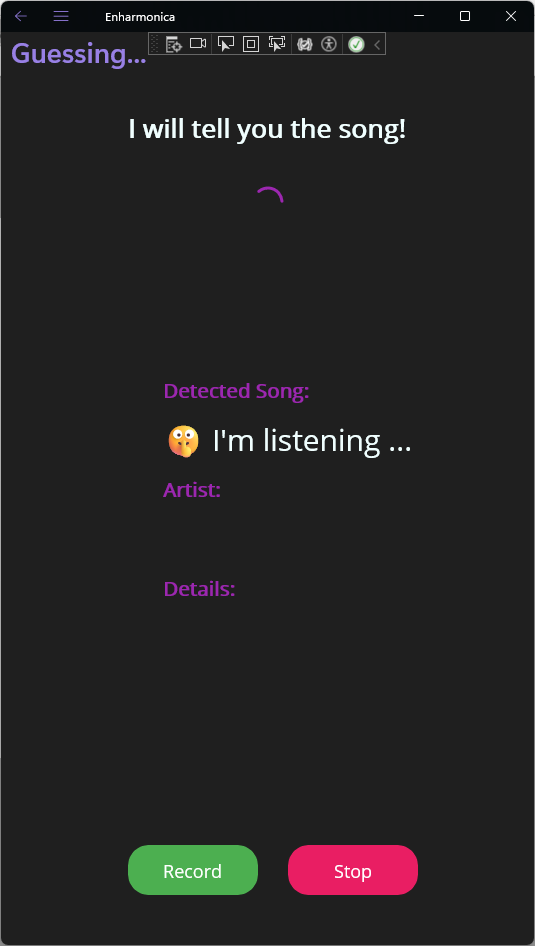 Enharmonica
Guessing...
I will tell you the song!
Detected Song:
🤫 I'm listening ...
Artist:
Details:
Record
Stop